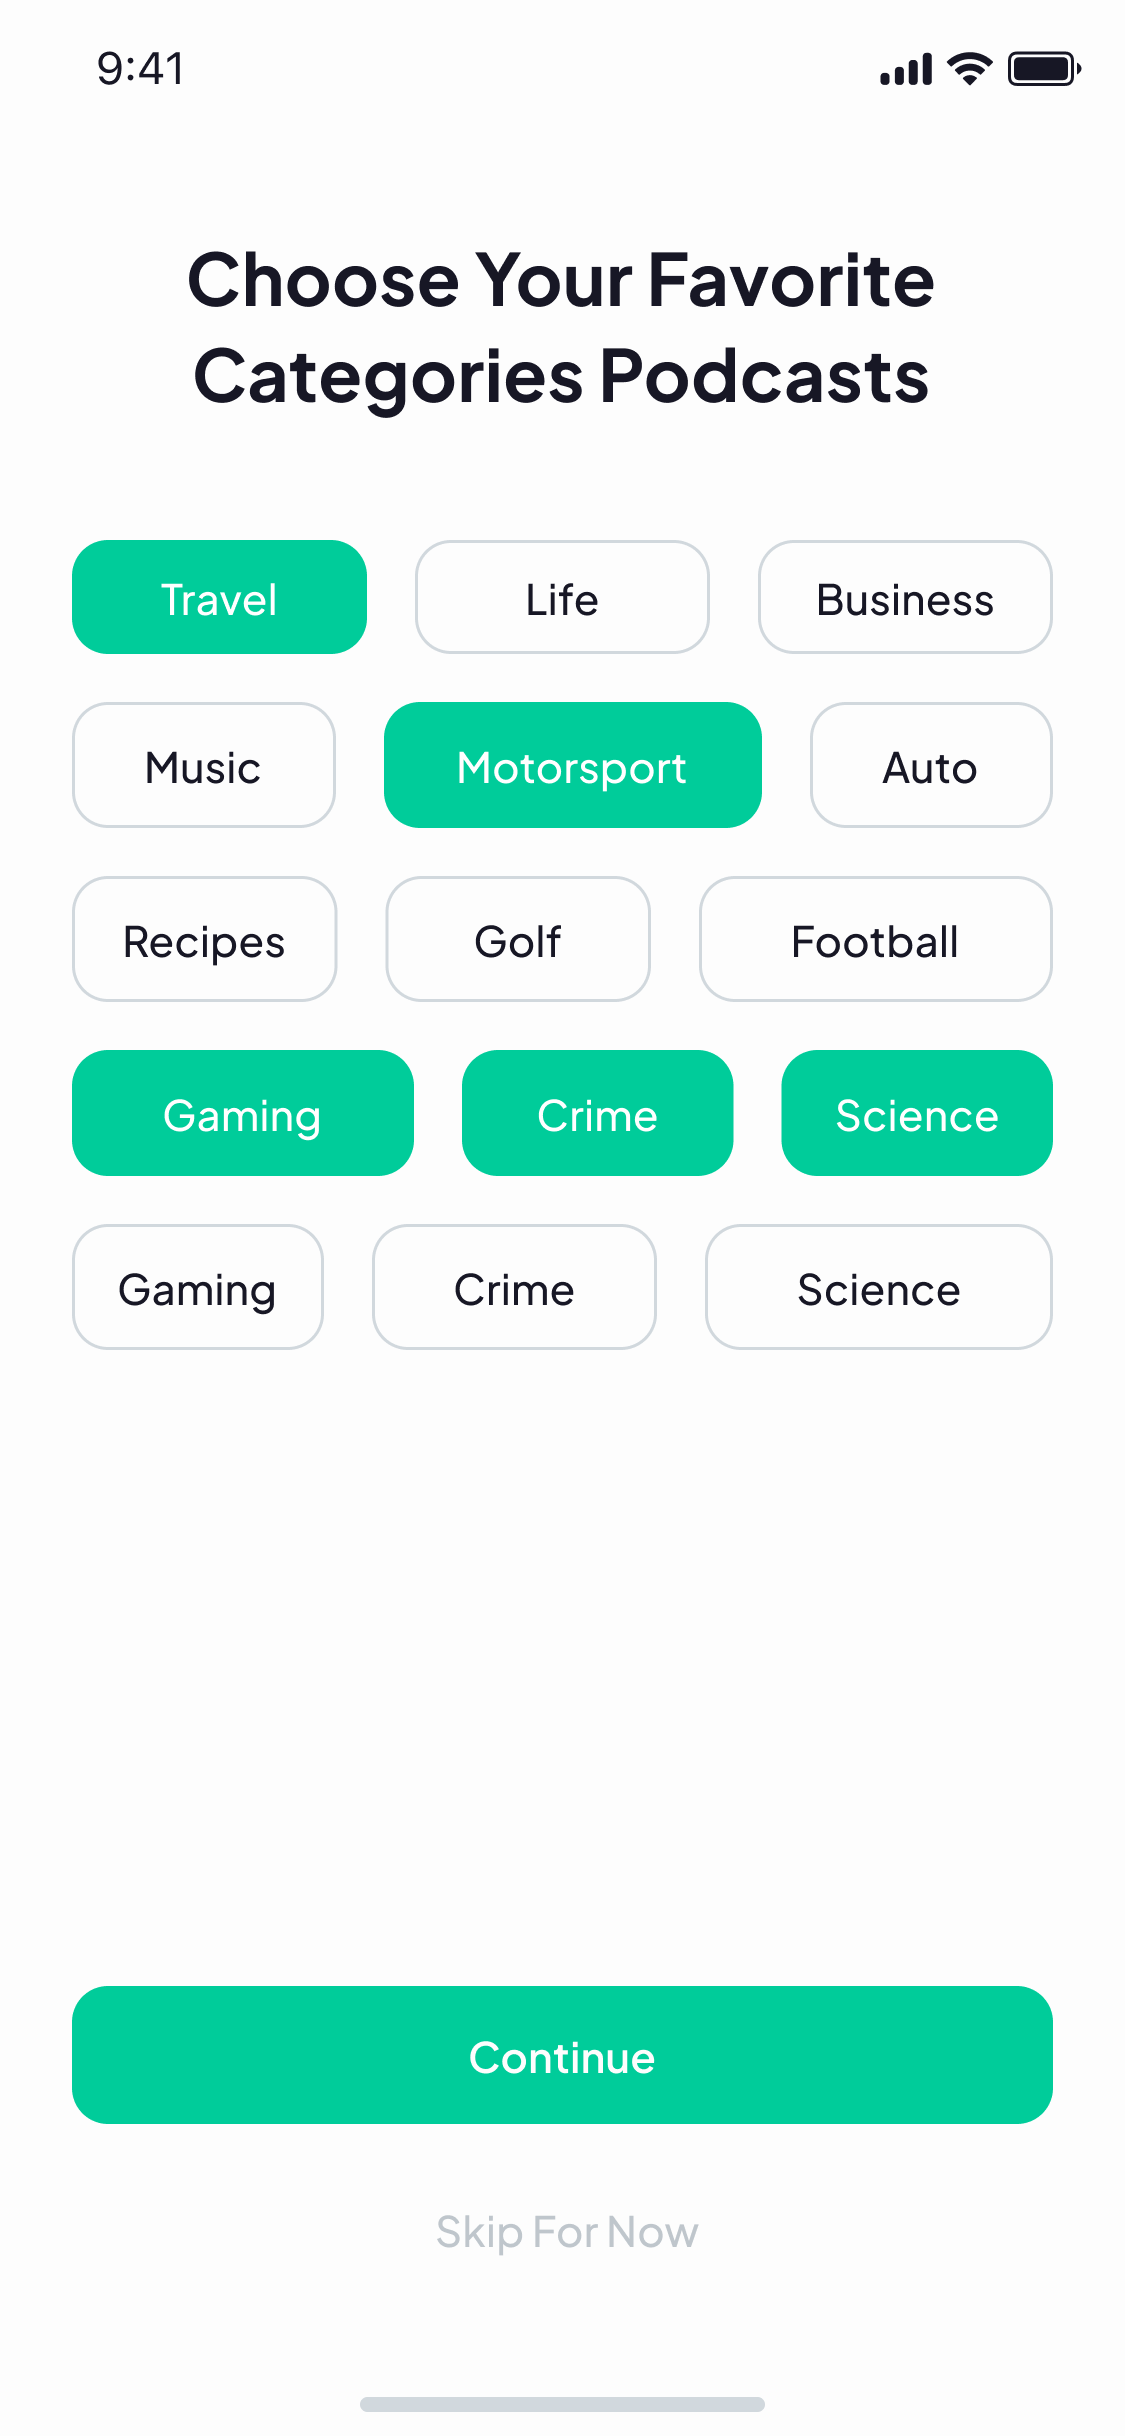 9:41
Choose Your Favorite
Categories Podcasts
Travel Life Business
Music Motorsport Auto
Recipes Golf Football
Gaming Crime Science
Gaming Crime Science
Continue
Skip For Now